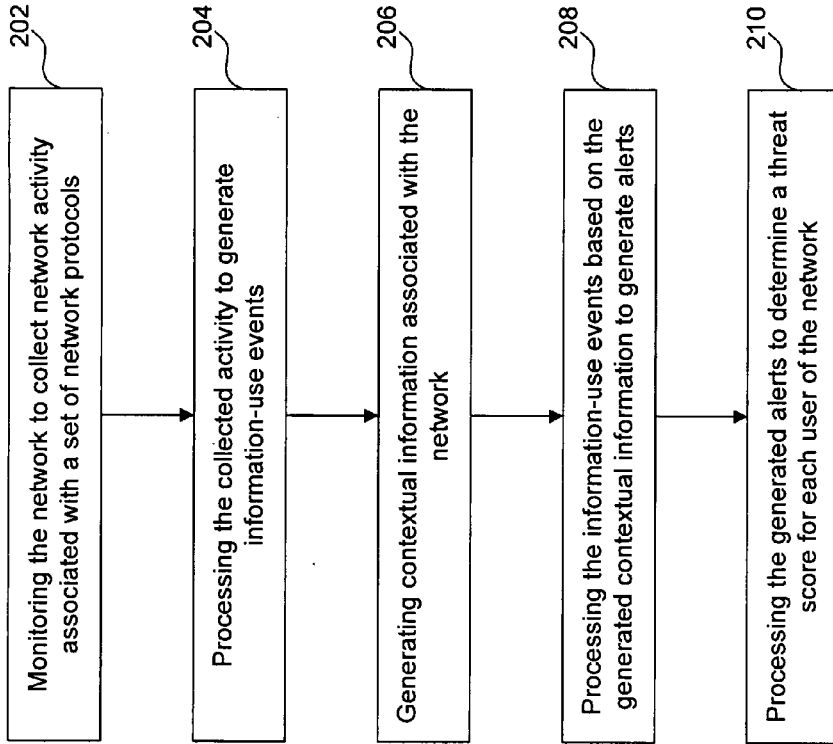 202
Monitoring the network to collect network activity
associated with a set of network protocols
204
Processing the collected activity to generate
information-use events
206
Generating contextual information associated with the
network
208
Processing the information-use events based on the
generated contextual information to generate alerts
210
Processing the generated alerts to determine a threat
score for each user of the network